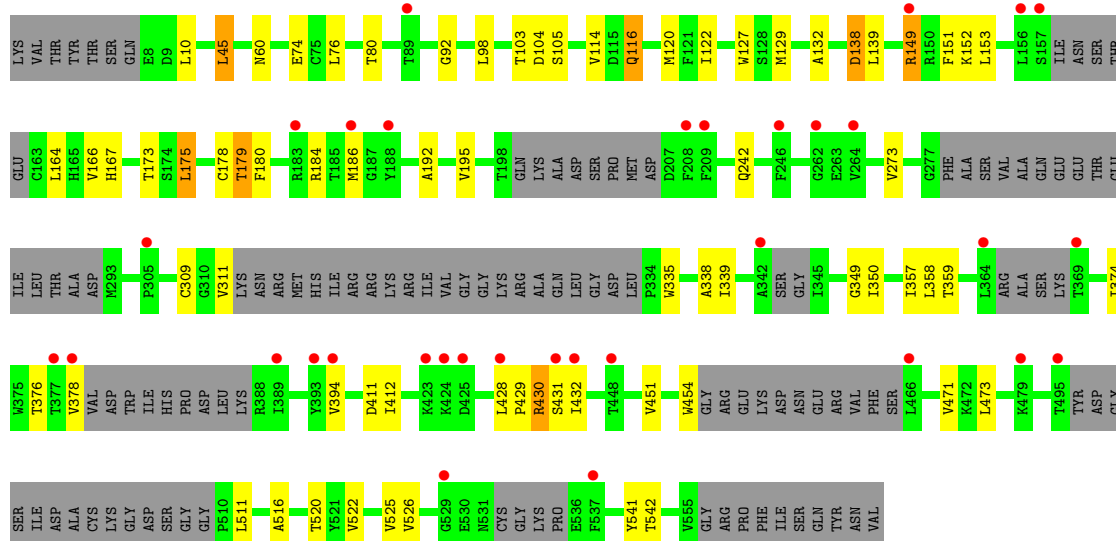 LYS VAL THR TYR THR SER GLN E8 D9 L10 L45 N60 E74 C75 L76 T80 T89 G92 L98 T103 D104 S105 V114 D115 Q116 M120 F121 I122 W127 S128 M129 A132 D138 L139 R149 R150 F151 K152 L153 L156 S157 ILE ASN SER THR
GLU G163 L164 H165 V166 H167 T173 S174 L175 C178 T179 F180 R183 R184 T185 M186 G187 Y188 A192 V195 T198 GLN LYS ALA ASP SER PRO MET ASP D207 F208 F209 Q242 F246 G262 E263 V264 V273 G277 PHE ALA SER VAL ALA GLN GLU GLU THR GLU
ILE LEU THR ALA ASP M293 P305 C309 G310 V311 LYS ASN ARG MET HIS ILE ARG ARG LYS ARG ILE VAL GLY GLY LYS ARG ALA GLN LEU GLY ASP LEU P334 W335 A338 I339 A342 SER GLY I345 G349 I350 I357 L358 T359 L364 ARG ALA SER LYS T369 I374
W375 T376 T377 V378 VAL ASP TRP ILE HIS PRO ASP LEU LYS R388 I389 Y393 V394 D411 I412 K423 K424 D425 L428 P429 R430 S431 I432 T448 V451 W454 GLY ARG GLU LYS ASP ASN GLU ARG VAL PHE SER L466 V471 K472 L473 K479 T495 TYR ASP GLY
SER ILE ASP ALA CYS LYS GLY ASP SER GLY GLY P510 L511 A516 T520 Y521 V522 V525 V526 G529 E530 N531 CYS GLY LYS PRO E536 F537 Y541 T542 V555 GLY ARG PRO PHE ILE SER GLN TYR ASN VAL